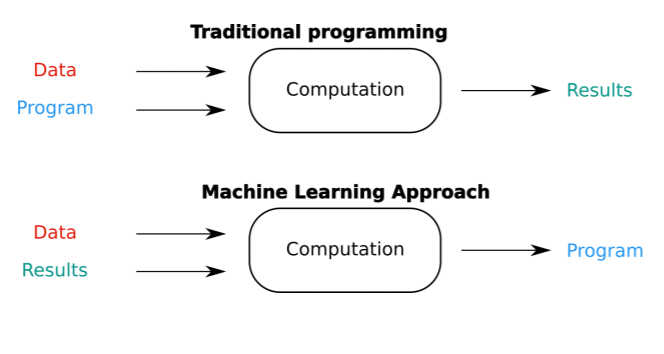 Traditional programming
Data
Program
Computation
Results
Machine Learning Approach
Data
Results
Computation
Program